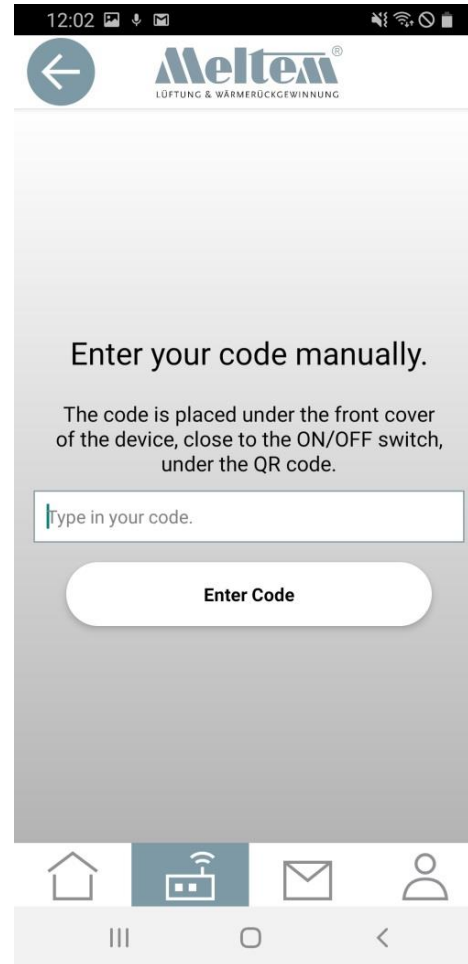 12:02
Meltem®
LÜFTUNG & WÄRMERÜCKGEWINNUNG
Enter your code manually.
The code is placed under the front cover
of the device, close to the ON/OFF switch,
under the QR code.
Type in your code.
Enter Code